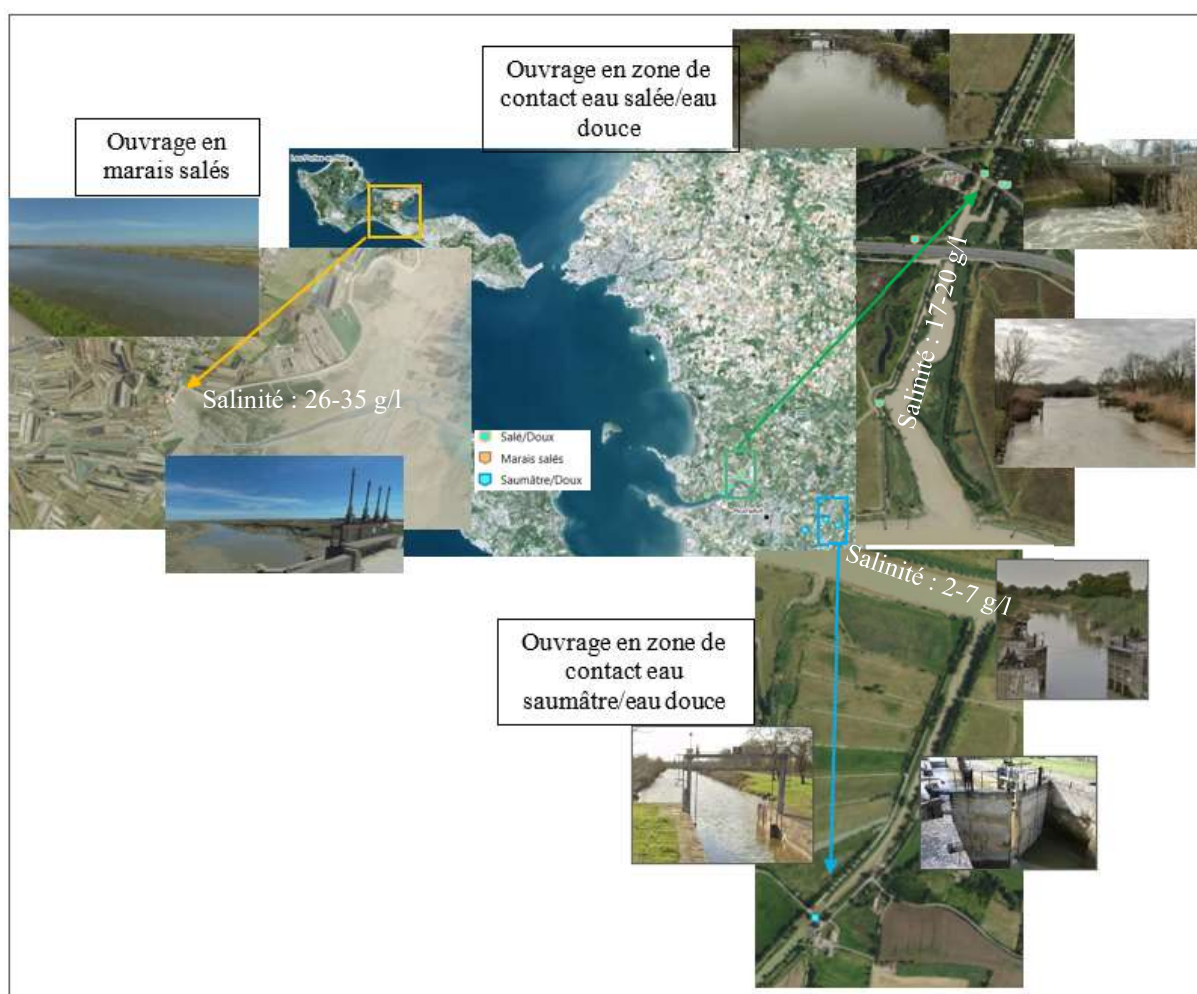 Ouvrage en zone de
contact eau salée/eau
douce
Ouvrage en
marais salés
Salinité : 17-20 g/l
Salinité : 26-35 g/l
Salé/Doux
Marais salés
Saumâtre/Doux
Salinité : 2-7 g/l
Ouvrage en zone de
contact eau
saumâtre/eau douce